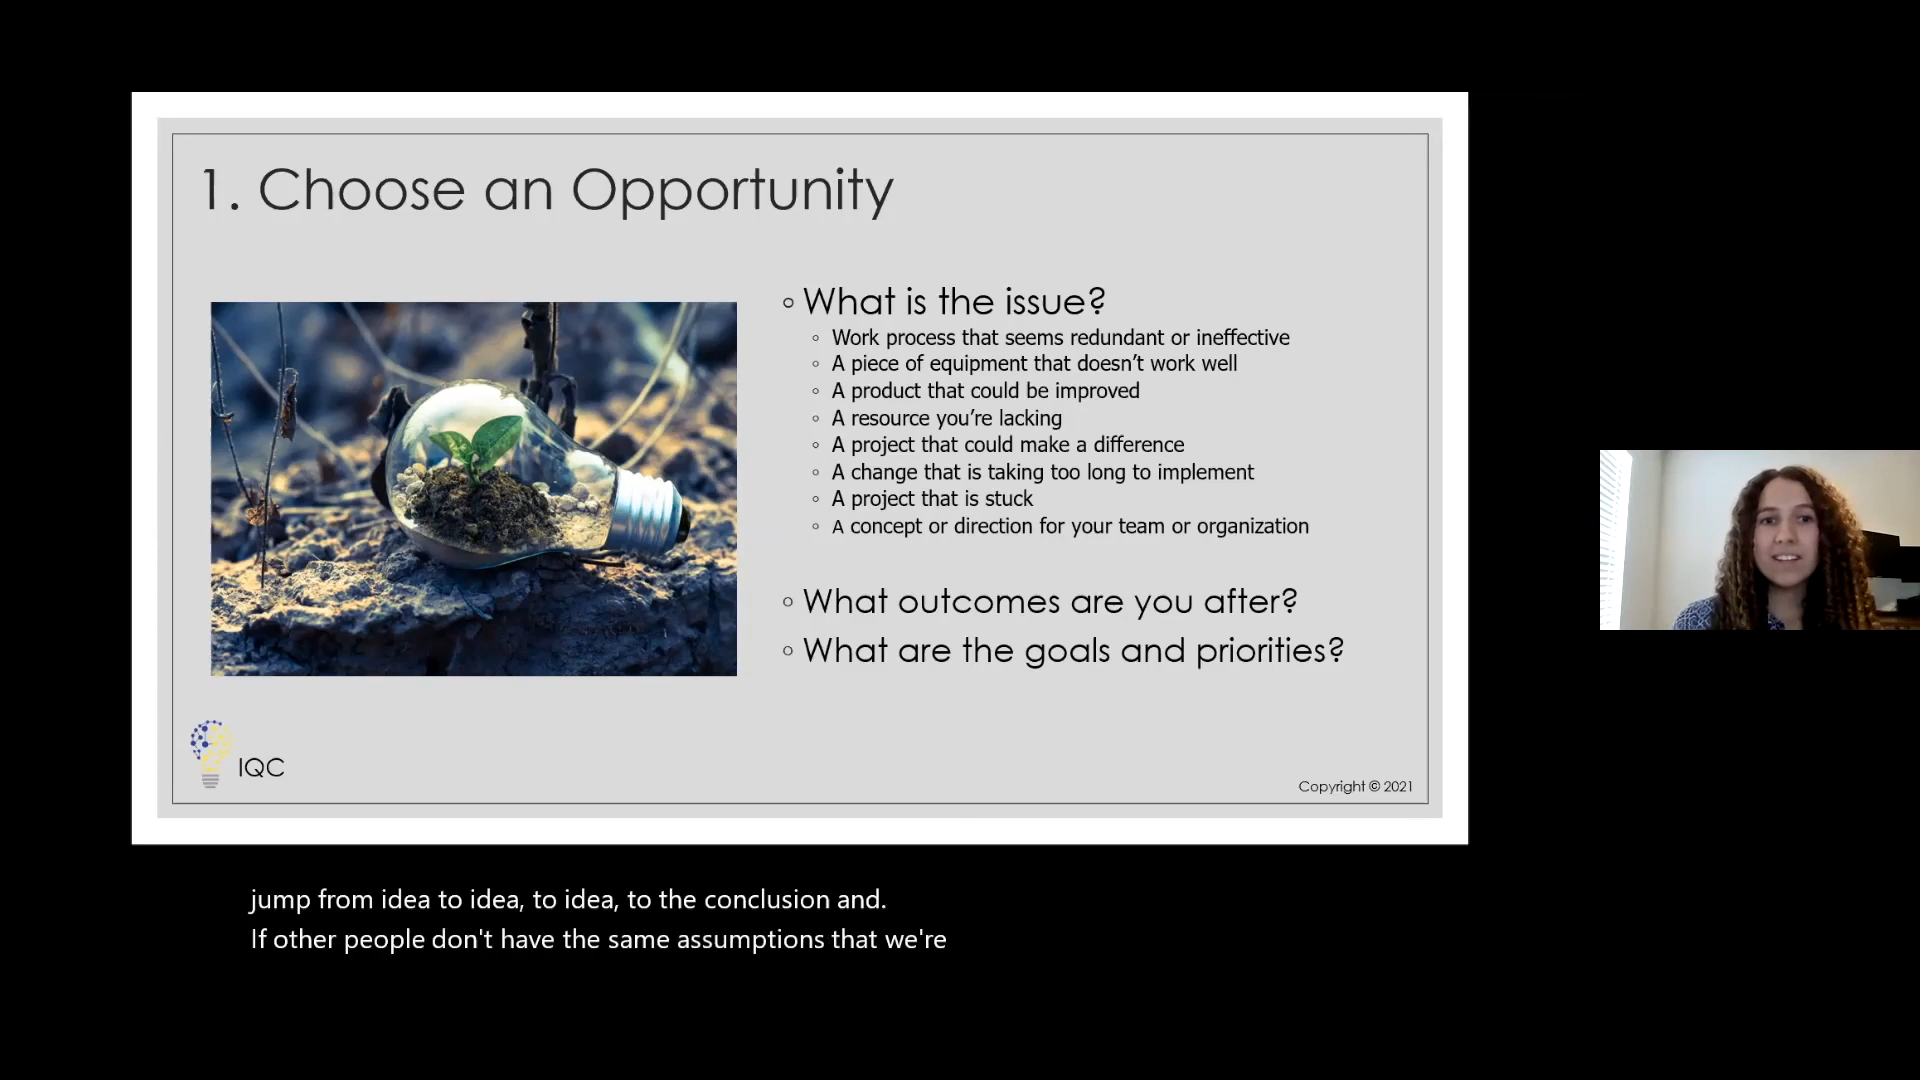 1. Choose an Opportunity
◦ What is the issue?
◦ Work process that seems redundant or ineffective
◦ A piece of equipment that doesn’t work well
◦ A product that could be improved
◦ A resource you’re lacking
◦ A project that could make a difference
◦ A change that is taking too long to implement
◦ A project that is stuck
◦ A concept or direction for your team or organization
◦ What outcomes are you after?
◦ What are the goals and priorities?
IQC
Copyright © 2021
jump from idea to idea, to idea, to the conclusion and.
If other people don't have the same assumptions that we're